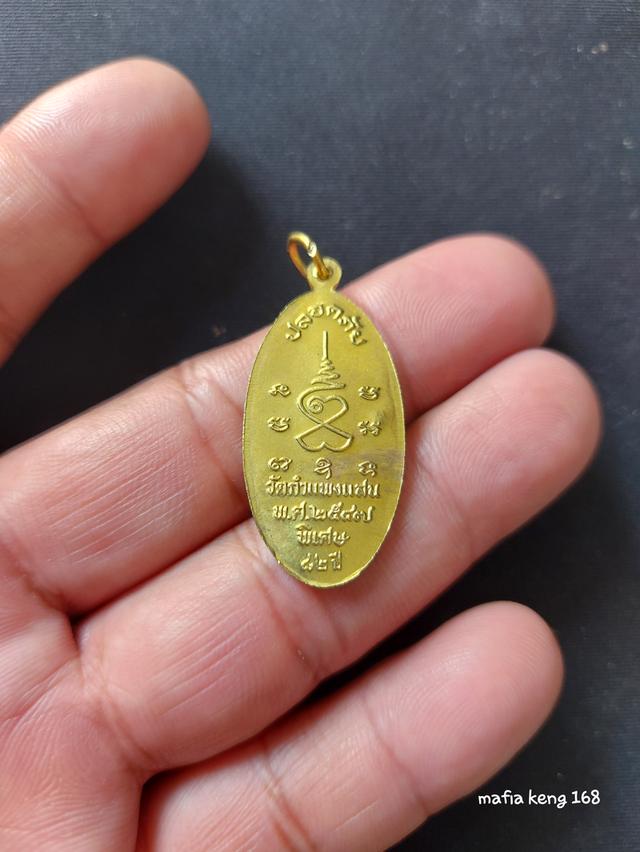 ปลอดภัย
วัดกำแพงแสน
พ.ศ.๒๕๔๗
พิเศษ
๘๒ ปี
mafia keng 168